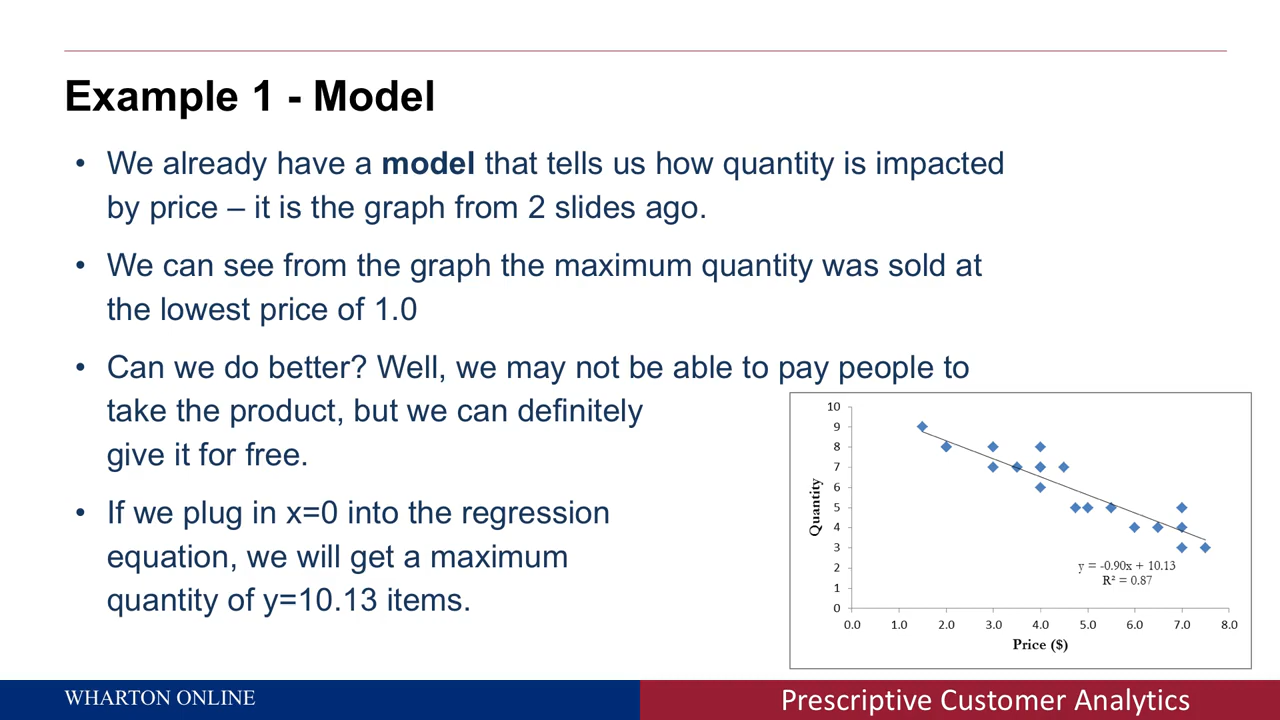 Example 1 - Model
• We already have a model that tells us how quantity is impacted
by price – it is the graph from 2 slides ago.
• We can see from the graph the maximum quantity was sold at
the lowest price of 1.0
• Can we do better? Well, we may not be able to pay people to
take the product, but we can definitely
give it for free.
• If we plug in x=0 into the regression
equation, we will get a maximum
quantity of y=10.13 items.
10
9
8
7
6
5
4
3
2
1
0
Quantity
y = -0.90x + 10.13
R² = 0.87
0.0 1.0 2.0 3.0 4.0 5.0 6.0 7.0 8.0
Price ($)
WHARTON ONLINE
Prescriptive Customer Analytics